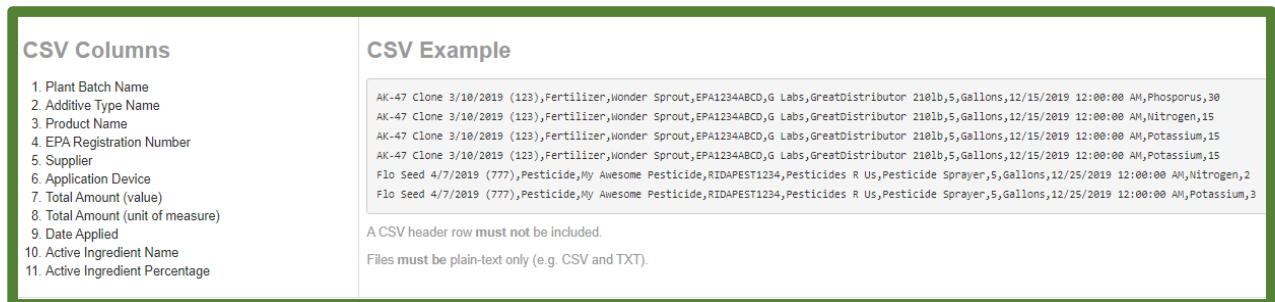 CSV Columns
1. Plant Batch Name
2. Additive Type Name
3. Product Name
4. EPA Registration Number
5. Supplier
6. Application Device
7. Total Amount (value)
8. Total Amount (unit of measure)
9. Date Applied
10. Active Ingredient Name
11. Active Ingredient Percentage
CSV Example
AK-47 Clone 3/10/2019 (123),Fertilizer,Wonder Sprout,EPA1234ABCD,G Labs,GreatDistributor 210lb,5,Gallons,12/15/2019 12:00:00 AM,Phosporus,30
AK-47 Clone 3/10/2019 (123),Fertilizer,Wonder Sprout,EPA1234ABCD,G Labs,GreatDistributor 210lb,5,Gallons,12/15/2019 12:00:00 AM,Nitrogen,15
AK-47 Clone 3/10/2019 (123),Fertilizer,Wonder Sprout,EPA1234ABCD,G Labs,GreatDistributor 210lb,5,Gallons,12/15/2019 12:00:00 AM,Potassium,15
AK-47 Clone 3/10/2019 (123),Fertilizer,Wonder Sprout,EPA1234ABCD,G Labs,GreatDistributor 210lb,5,Gallons,12/15/2019 12:00:00 AM,Potassium,15
Flo Seed 4/7/2019 (777),Pesticide,My Awesome Pesticide,RIDAPEST1234,Pesticides R Us,Pesticide Sprayer,5,Gallons,12/25/2019 12:00:00 AM,Nitrogen,2
Flo Seed 4/7/2019 (777),Pesticide,My Awesome Pesticide,RIDAPEST1234,Pesticides R Us,Pesticide Sprayer,5,Gallons,12/25/2019 12:00:00 AM,Potassium,3
A CSV header row must not be included.
Files must be plain-text only (e.g. CSV and TXT).